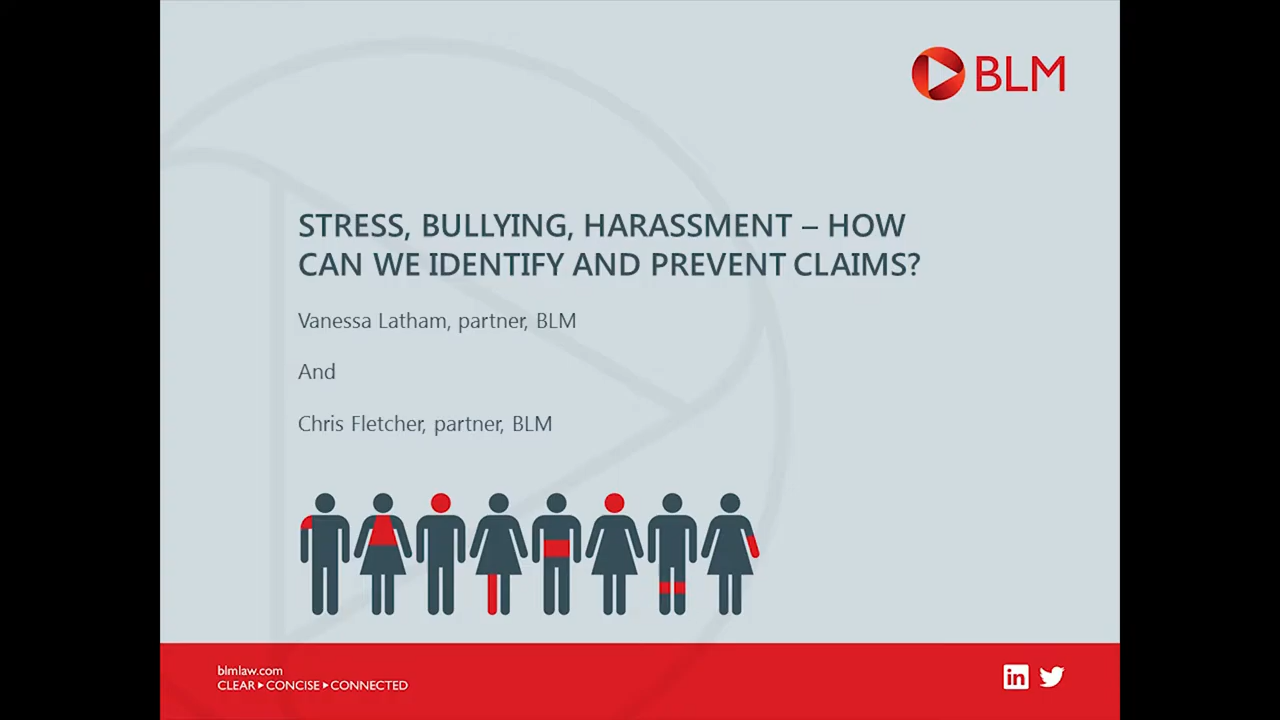 BLM
STRESS, BULLYING, HARASSMENT – HOW
CAN WE IDENTIFY AND PREVENT CLAIMS?
Vanessa Latham, partner, BLM
And
Chris Fletcher, partner, BLM
blmlaw.com
CLEAR▸CONCISE▸CONNECTED
in